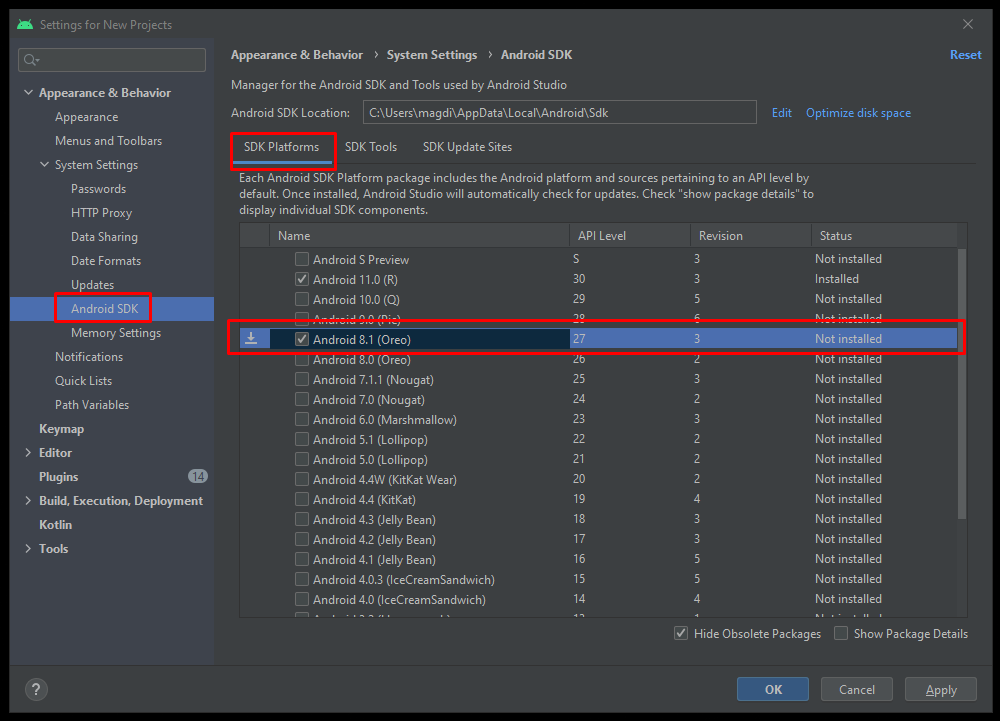 Settings for New Projects
Appearance & Behavior
Appearance
Menus and Toolbars
System Settings
Passwords
HTTP Proxy
Data Sharing
Date Formats
Updates
Android SDK
Memory Settings
Notifications
Quick Lists
Path Variables
Keymap
Editor
Plugins 14
Build, Execution, Deployment
Kotlin
Tools
Appearance & Behavior › System Settings › Android SDK Reset
Manager for the Android SDK and Tools used by Android Studio
Android SDK Location: C:\Users\magdi\AppData\Local\Android\Sdk Edit Optimize disk space
SDK Platforms SDK Tools SDK Update Sites
Each Android SDK Platform package includes the Android platform and sources pertaining to an API level by
default. Once installed, Android Studio will automatically check for updates. Check "show package details" to
display individual SDK components.
Name API Level Revision Status
Android S Preview S 3 Not installed
Android 11.0 (R) 30 3 Installed
Android 10.0 (Q) 29 5 Not installed
Android 9.0 (Pie) 28 6 Not installed
Android 8.1 (Oreo) 27 3 Not installed
Android 8.0 (Oreo) 26 2 Not installed
Android 7.1.1 (Nougat) 25 3 Not installed
Android 7.0 (Nougat) 24 2 Not installed
Android 6.0 (Marshmallow) 23 3 Not installed
Android 5.1 (Lollipop) 22 2 Not installed
Android 5.0 (Lollipop) 21 2 Not installed
Android 4.4W (KitKat Wear) 20 2 Not installed
Android 4.4 (KitKat) 19 4 Not installed
Android 4.3 (Jelly Bean) 18 3 Not installed
Android 4.2 (Jelly Bean) 17 3 Not installed
Android 4.1 (Jelly Bean) 16 5 Not installed
Android 4.0.3 (IceCreamSandwich) 15 5 Not installed
Android 4.0 (IceCreamSandwich) 14 4 Not installed
Hide Obsolete Packages Show Package Details
? OK Cancel Apply